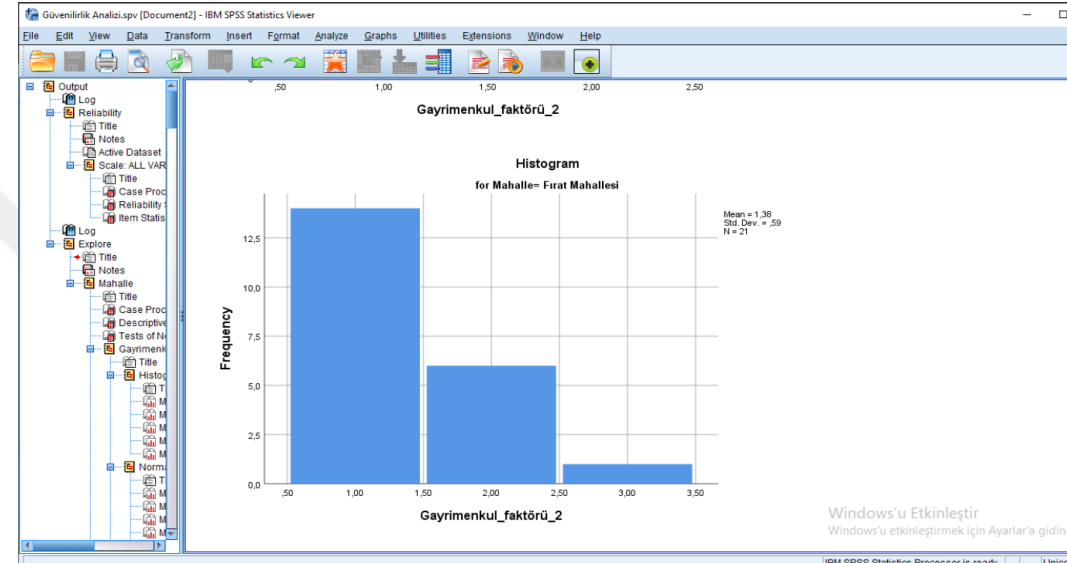 Güvenilirlik Analizi.spv [Document2] - IBM SPSS Statistics Viewer
File Edit View Data Transform Insert Format Analyze Graphs Utilities Extensions Window Help
Output
Log
Reliability
Title
Notes
Active Dataset
Scale: ALL VAR
Title
Case Proc
Reliability
Item Statis
Log
Explore
Title
Notes
Mahalle
Title
Case Proc
Descriptive
Tests of No
Gayrimenk
Title
Histog
T
M
M
M
M
Norma
T
M
M
M
M
,50 1,00 1,50 2,00 2,50
Gayrimenkul_faktörü_2
Histogram
for Mahalle= Fırat Mahallesi
Mean = 1,38
Std. Dev. = ,59
N = 21
Frequency
12,5
10,0
7,5
5,0
2,5
0,0
,50 1,00 1,50 2,00 2,50 3,00 3,50
Gayrimenkul_faktörü_2
Windows'u Etkinleştir
Windows'u etkinleştirmek için Ayarlar'a gidin.
IBM SPSS Statistics Processor is ready
Unico